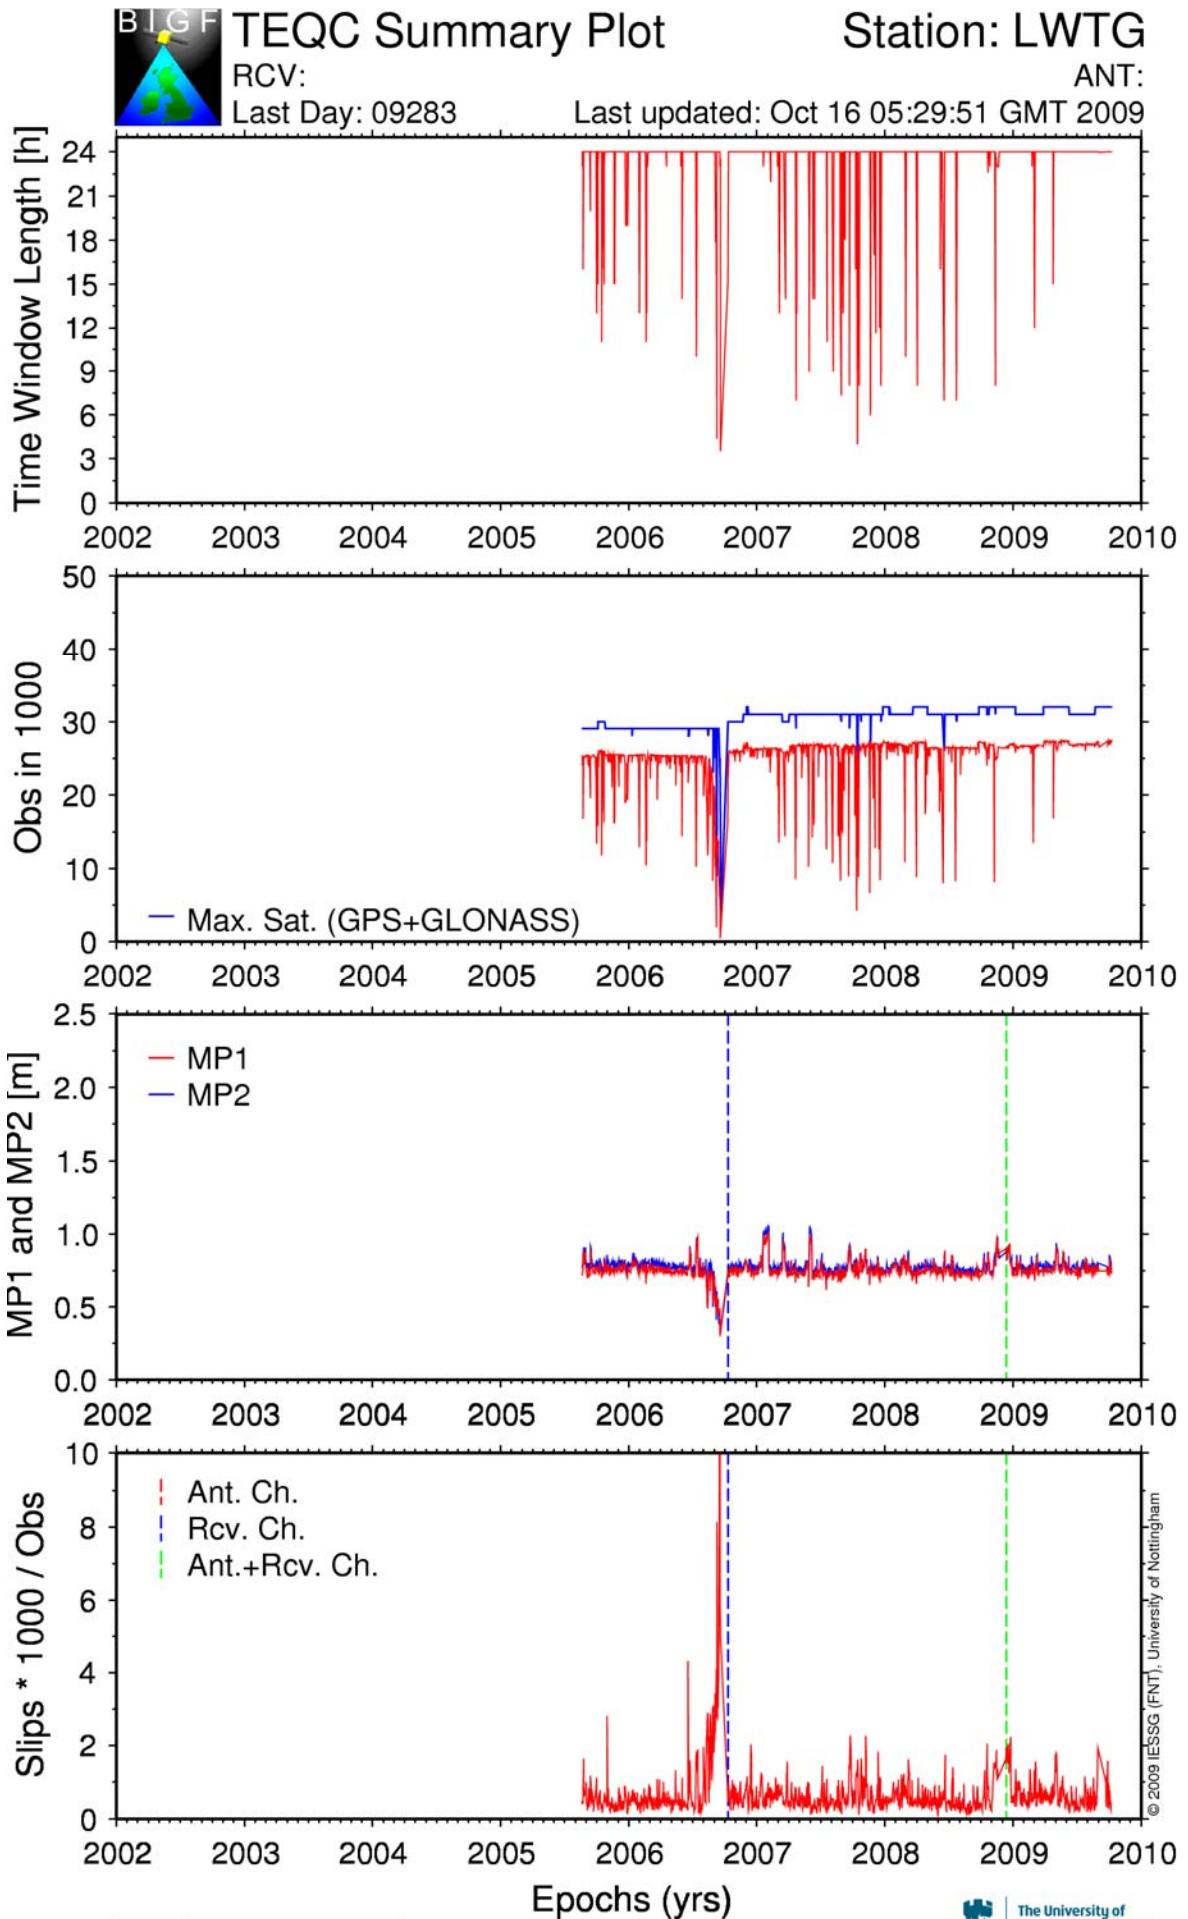 B I G F
TEQC Summary Plot Station: LWTG
RCV: ANT:
Last Day: 09283 Last updated: Oct 16 05:29:51 GMT 2009
Time Window Length [h]
24
21
18
15
12
9
6
3
0
2002 2003 2004 2005 2006 2007 2008 2009 2010
Obs in 1000
50
40
30
20
10
0
Max. Sat. (GPS+GLONASS)
2002 2003 2004 2005 2006 2007 2008 2009 2010
MP1 and MP2 [m]
2.5
2.0
1.5
1.0
0.5
0.0
MP1
MP2
2002 2003 2004 2005 2006 2007 2008 2009 2010
Slips * 1000 / Obs
10
8
6
4
2
0
Ant. Ch.
Rcv. Ch.
Ant.+Rcv. Ch.
© 2009 IESSG (FNT), University of Nottingham
2002 2003 2004 2005 2006 2007 2008 2009 2010
Epochs (yrs)
The University of